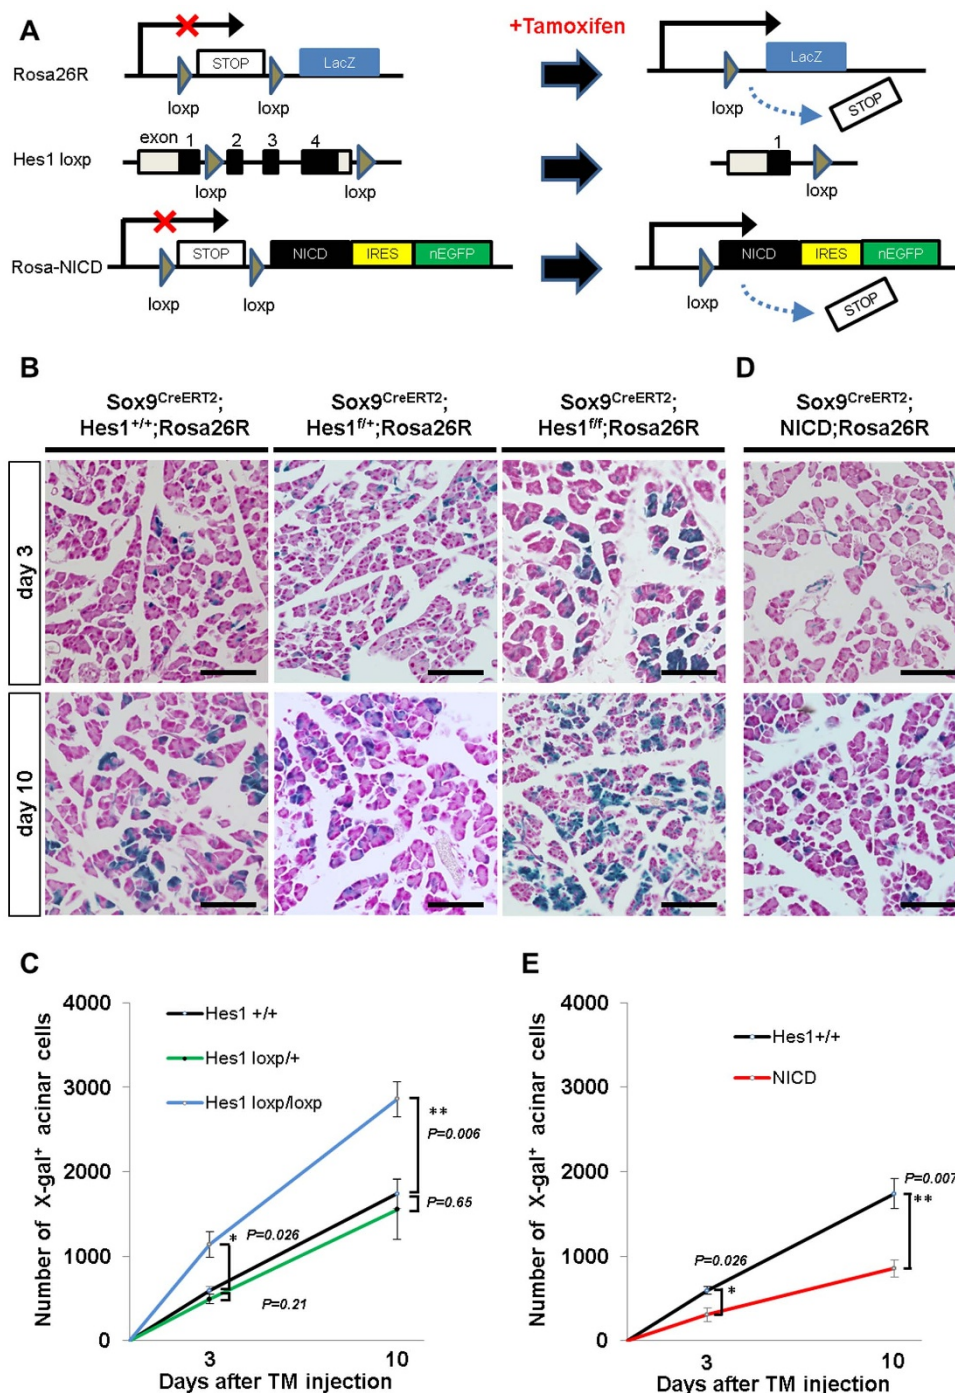 A
+Tamoxifen
Rosa26R
STOP
LacZ
loxp
loxp
LacZ
loxp
STOP
Hes1 loxp
exon
1
2
3
4
loxp
loxp
1
loxp
Rosa-NICD
STOP
NICD
IRES
nEGFP
loxp
loxp
NICD
IRES
nEGFP
loxp
STOP
B
Sox9CreERT2;
Hes1+/+;Rosa26R
Sox9CreERT2;
Hes1f/+;Rosa26R
Sox9CreERT2;
Hes1f/f;Rosa26R
D
Sox9CreERT2;
NICD;Rosa26R
day 3
day 10
C
Number of X-gal+ acinar cells
4000
3000
2000
1000
0
Hes1 +/+
Hes1 loxp/+
Hes1 loxp/loxp
**
P=0.006
P=0.65
*
P=0.026
P=0.21
3
10
Days after TM injection
E
Number of X-gal+ acinar cells
4000
3000
2000
1000
0
Hes1+/+
NICD
P=0.007
**
P=0.026
*
3
10
Days after TM injection